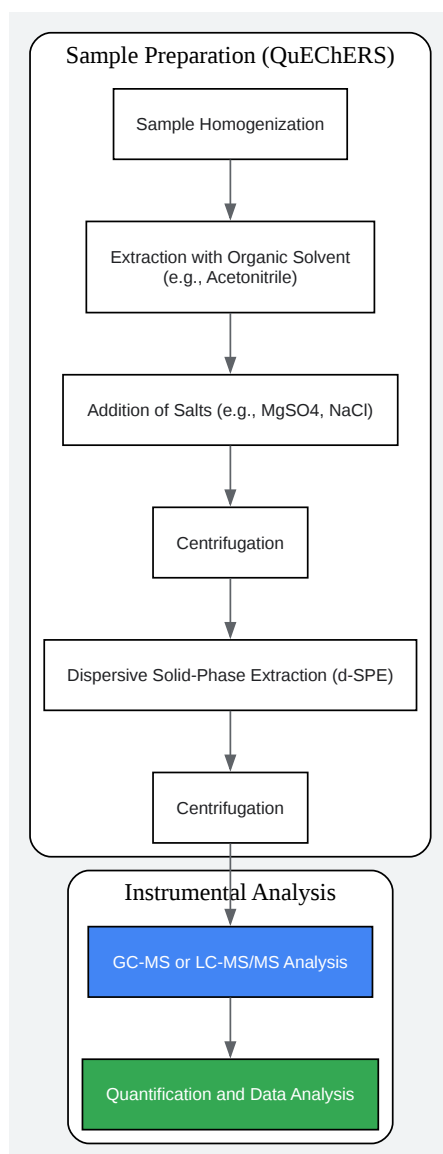 Sample Preparation (QuEChERS)
Sample Homogenization
Extraction with Organic Solvent
(e.g., Acetonitrile)
Addition of Salts (e.g., MgSO4, NaCl)
Centrifugation
Dispersive Solid-Phase Extraction (d-SPE)
Centrifugation
Instrumental Analysis
GC-MS or LC-MS/MS Analysis
Quantification and Data Analysis